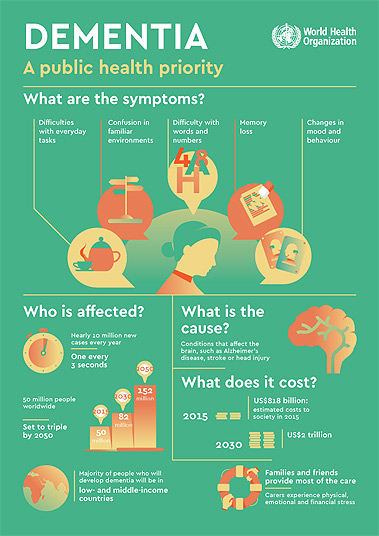 DEMENTIA
World Health
Organization
A public health priority
What are the symptoms?
Difficulties
with everyday
tasks
Confusion in
familiar
environments
Difficulty with
words and
numbers
Memory
loss
Changes in
mood and
behaviour
4 A 8
H
Who is affected?
Nearly 10 million new
cases every year
One every
3 seconds
50 million people
worldwide
Set to triple
by 2050
2015
50
million
2030
82
million
2050
152
million
Majority of people who will
develop dementia will be in
low- and middle-income
countries
What is the
cause?
Conditions that affect the
brain, such as Alzheimer's
disease, stroke or head injury
What does it cost?
2015
US$818 billion:
estimated costs to
society in 2015
2030
US$2 trillion
Families and friends
provide most of the care
Carers experience physical,
emotional and financial stress